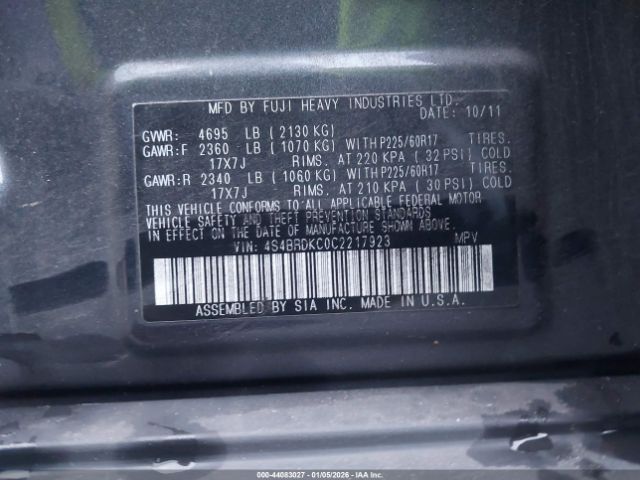 MFD BY FUJI HEAVY INDUSTRIES LTD.
DATE: 10/11
GVWR: 4695 LB (2130 KG)
GAWR:F 2360 LB (1070 KG) WITH P225/60R17 TIRES.
17X7J RIMS. AT 220 KPA (32 PSI) COLD
GAWR:R 2340 LB (1060 KG) WITH P225/60R17 TIRES.
17X7J RIMS. AT 210 KPA (30 PSI) COLD
THIS VEHICLE CONFORMS TO ALL APPLICABLE FEDERAL MOTOR
VEHICLE SAFETY AND THEFT PREVENTION STANDARDS
IN EFFECT ON THE DATE OF MANUFACTURE SHOWN ABOVE.
VIN: 4S4BRDKC0C2217923 MPV
ASSEMBLED BY SIA INC. MADE IN U.S.A.
000-44083027 - 01/05/2026 - IAA Inc.